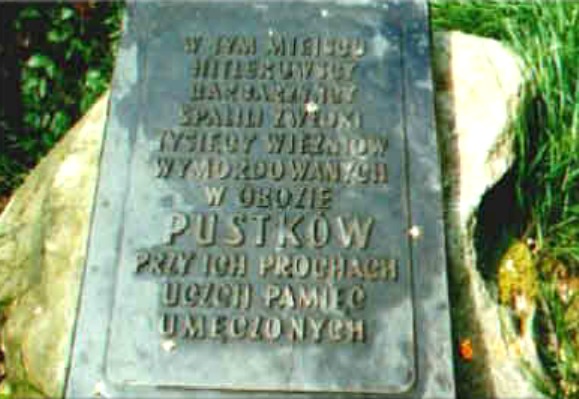 W TYM MIEJSCU
HITLEROWSCY
BARBARZYŃCY
SPALILI ZWŁOKI
TYSIĘCY WIĘŹNIÓW
WYMORDOWANYCH
W OBOZIE
PUSTKÓW
PRZY ICH PROCHACH
UCZCIJ PAMIĘĆ
UMĘCZONYCH